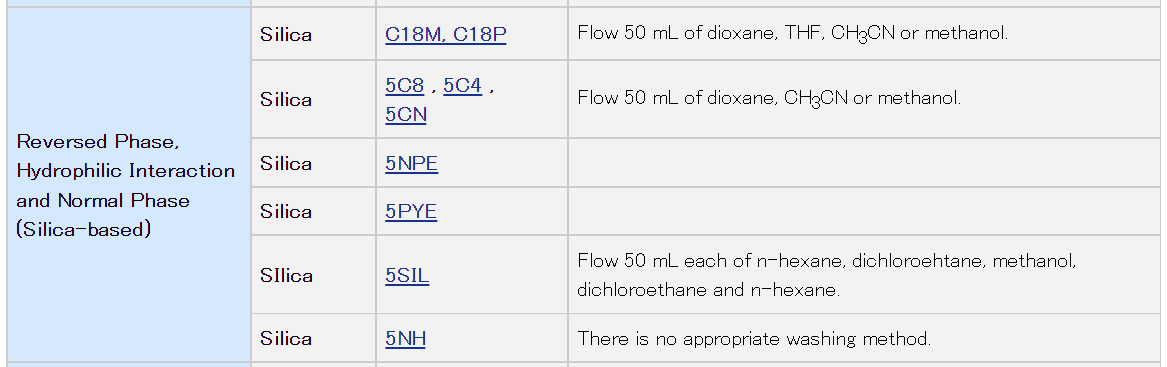 Silica
C18M, C18P
Flow 50 mL of dioxane, THF, CH3CN or methanol.
Silica
5C8 , 5C4 ,
5CN
Flow 50 mL of dioxane, CH3CN or methanol.
Reversed Phase,
Hydrophilic Interaction
and Normal Phase
(Silica-based)
Silica
5NPE
Silica
5PYE
SIlica
5SIL
Flow 50 mL each of n-hexane, dichloroehtane, methanol,
dichloroethane and n-hexane.
Silica
5NH
There is no appropriate washing method.